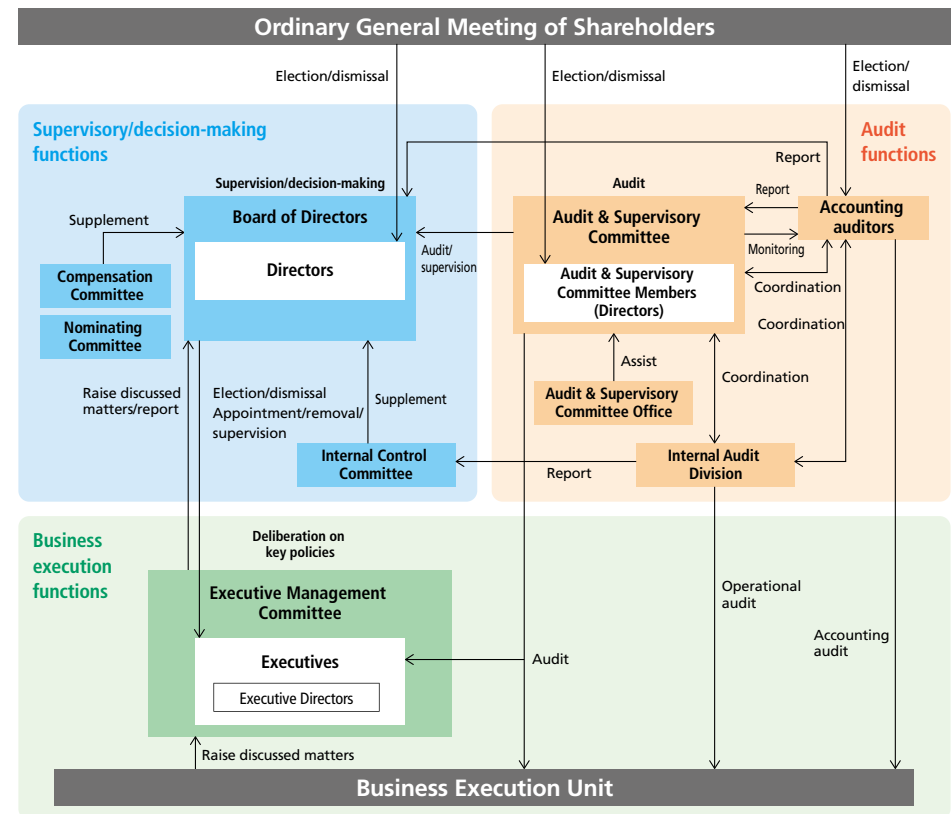 Ordinary General Meeting of Shareholders
Election/dismissal
Election/dismissal
Election/
dismissal
Supervisory/decision-making
functions
Audit
functions
Report
Supervision/decision-making
Audit
Report
Supplement
Board of Directors
Audit & Supervisory
Committee
Accounting
auditors
Audit/
supervision
Monitoring
Directors
Compensation
Committee
Audit & Supervisory
Committee Members
(Directors)
Coordination
Nominating
Committee
Coordination
Raise discussed
matters/report
Election/dismissal
Appointment/removal/
supervision
Supplement
Assist
Coordination
Audit & Supervisory
Committee Office
Internal Control
Committee
Report
Internal Audit
Division
Business
execution
functions
Deliberation on
key policies
Executive Management
Committee
Operational
audit
Accounting
audit
Executives
Audit
Executive Directors
Raise discussed matters
Business Execution Unit